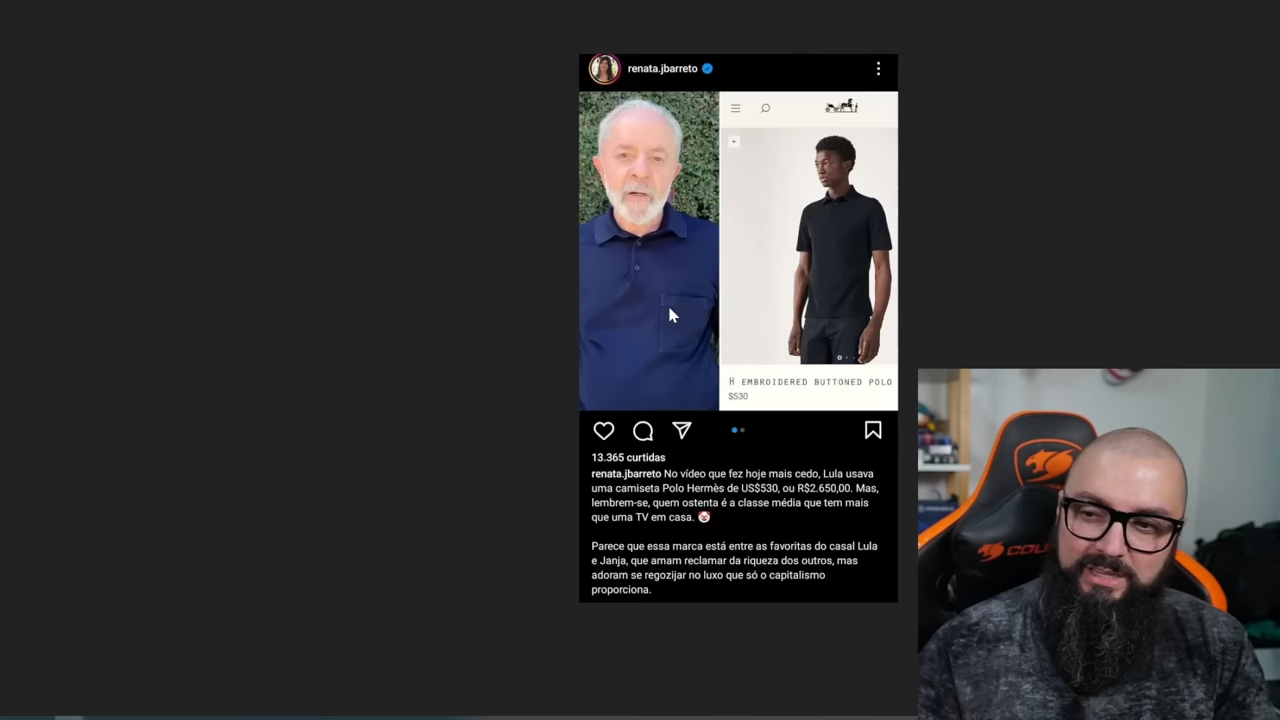 renata.jbarreto
H EMBROIDERED BUTTONED POLO
$530
13.365 curtidas
renata.jbarreto No vídeo que fez hoje mais cedo, Lula usava
uma camiseta Polo Hermès de US$530, ou R$2.650,00. Mas,
lembrem-se, quem ostenta é a classe média que tem mais
que uma TV em casa. 🤡
Parece que essa marca está entre as favoritas do casal Lula
e Janja, que amam reclamar da riqueza dos outros, mas
adoram se regozijar no luxo que só o capitalismo
proporciona.